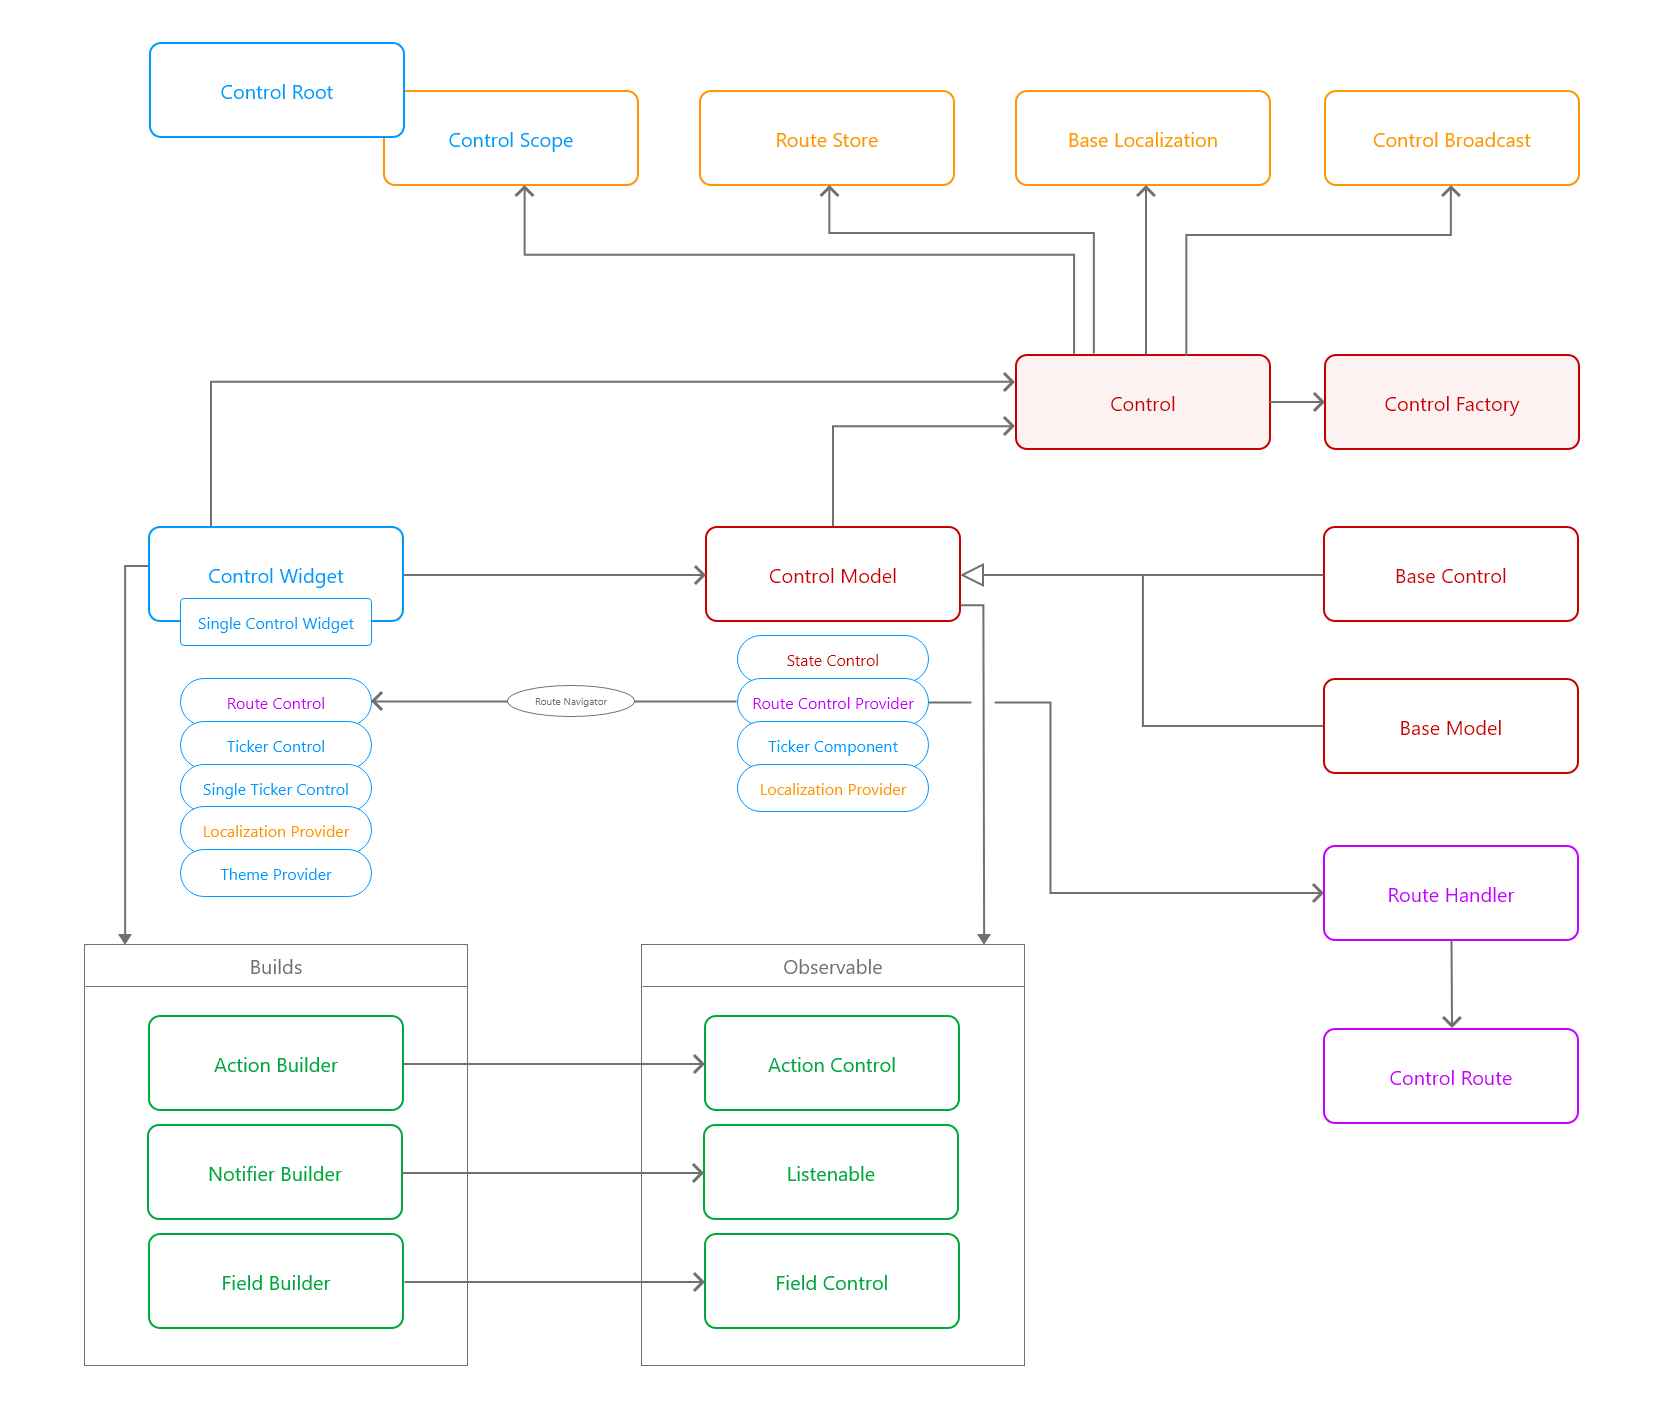 Control Root
Control Scope
Route Store
Base Localization
Control Broadcast
Control
Control Factory
Control Widget
Single Control Widget
Control Model
Base Control
State Control
Route Control
Route Navigator
Route Control Provider
Base Model
Ticker Control
Ticker Component
Single Ticker Control
Localization Provider
Localization Provider
Theme Provider
Route Handler
Builds
Observable
Action Builder
Action Control
Control Route
Notifier Builder
Listenable
Field Builder
Field Control